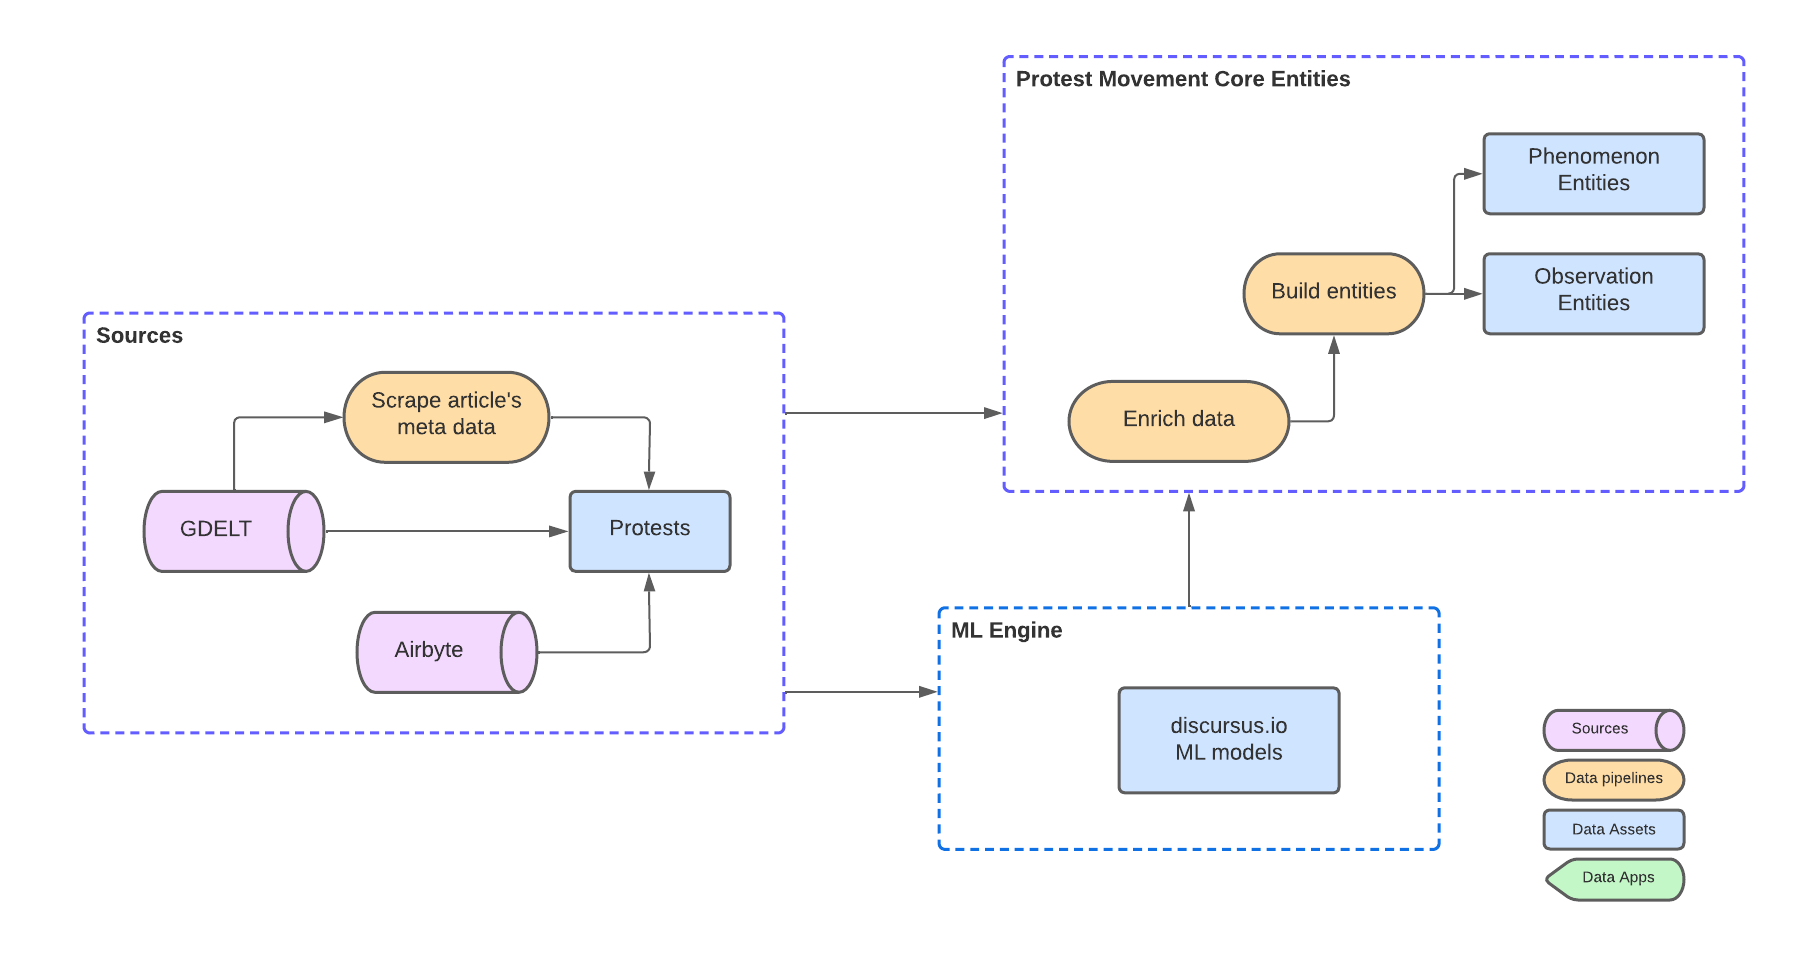 Protest Movement Core Entities
Phenomenon
Entities
Observation
Entities
Build entities
Enrich data
Sources
Scrape article's
meta data
GDELT
Protests
Airbyte
ML Engine
discursus.io
ML models
Sources
Data pipelines
Data Assets
Data Apps